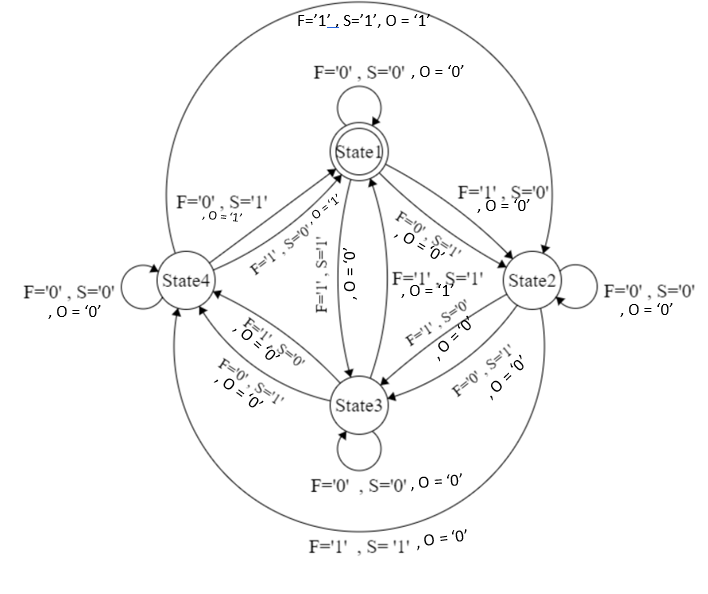 F='1'_, S='1', O = ‘1’
F='0' , S='0' , O = ‘0’
State1
F='0' , S='1'
, O = ‘1’
F='1' , S='0'
, O = ‘0’
F='1' , S='0' , O = ‘1’
F='1' , S='1'
, O = ‘0’
F='0' , S='1'
, O = ‘0’
F='1' , S='1'
, O = ‘1’
State4
State2
F='0' , S='0'
, O = ‘0’
F='0' , S='0'
, O = ‘0’
F='1' , S='0'
, O = ‘0’
F='1' , S='0'
, O = ‘0’
F='0' , S='1'
, O = ‘0’
F='0' , S='1'
, O = ‘0’
State3
F='0' , S='0' , O = ‘0’
F='1' , S= '1' , O = ‘0’